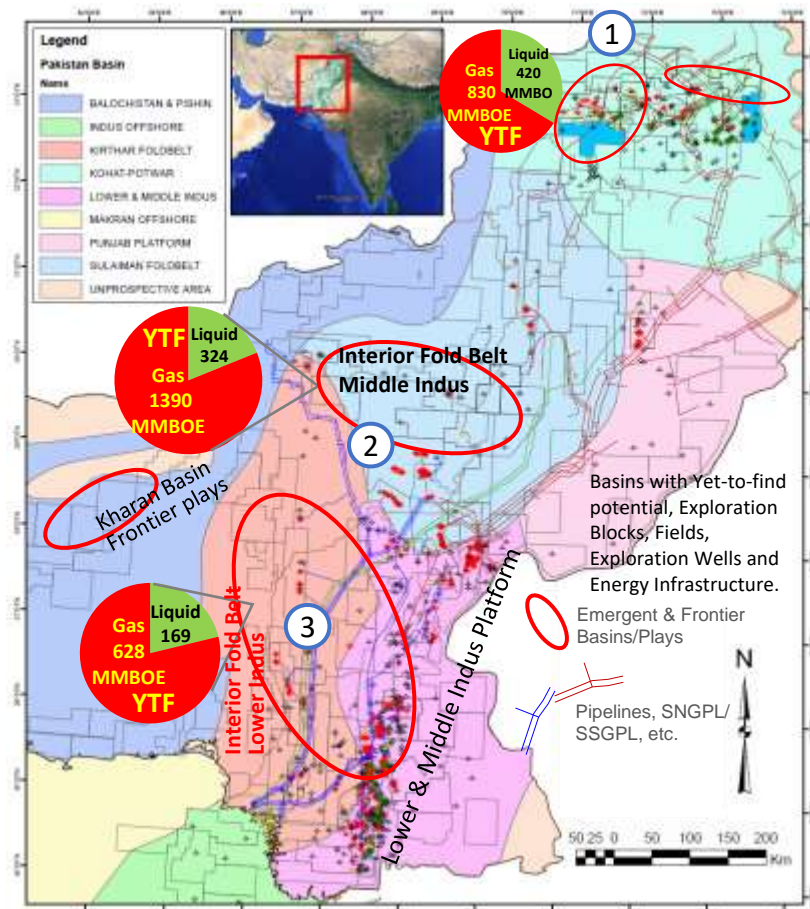 Legend
Pakistan Basin
Name
BALOCHISTAN & PISHIN
INDUS OFFSHORE
KIRTHAR FOLDBELT
KOHAT-POTWAR
LOWER & MIDDLE INDUS
MAKRAN OFFSHORE
PUNJAB PLATFORM
SULAIMAN FOLDBELT
UNPROSPECTIVE AREA
1
Gas
830
MMBOE
Liquid
420
MMBO
YTF
YTF
Liquid
324
Gas
1390
MMBOE
Interior Fold Belt
Middle Indus
2
Kharan Basin
Frontier plays
Basins with Yet-to-find
potential, Exploration
Blocks, Fields,
Exploration Wells and
Energy Infrastructure.
Emergent & Frontier
Basins/Plays
Gas
628
MMBOE
Liquid
169
YTF
Interior Fold Belt
Lower Indus
3
Lower & Middle Indus Platform
N
Pipelines, SNGPL/
SSGPL, etc.
50 25 0 50 100 150 200
Km